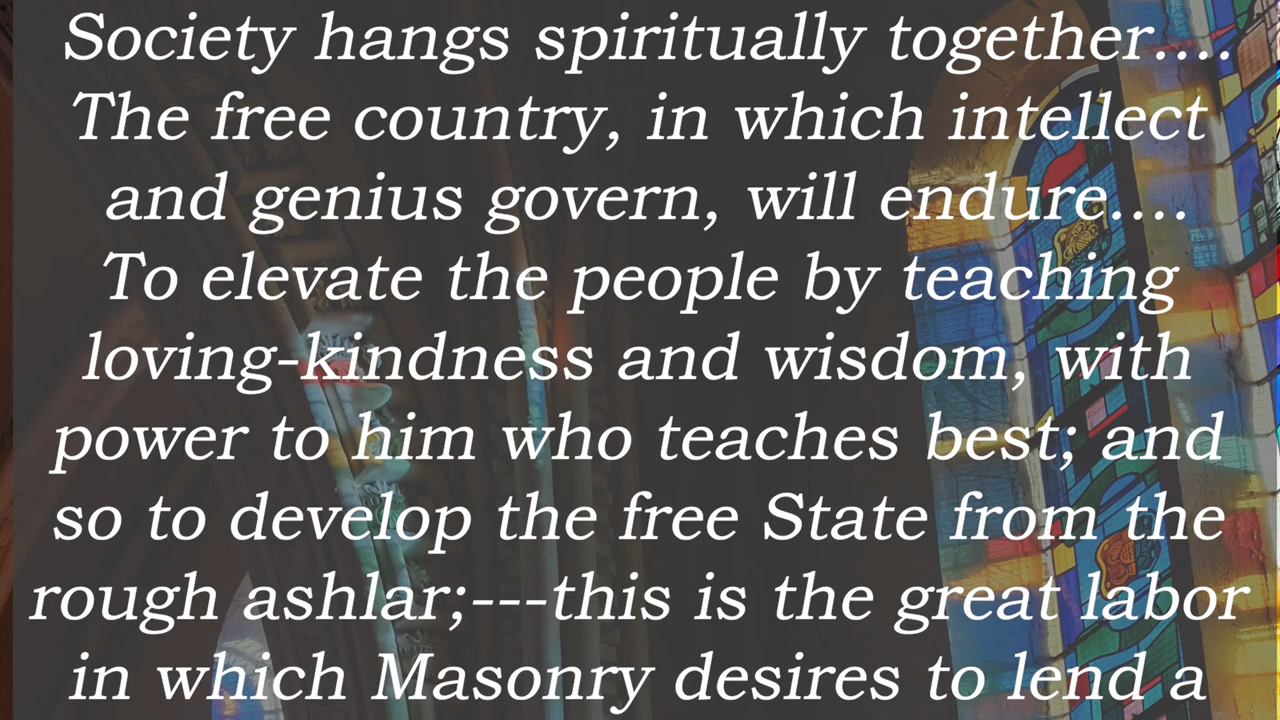 Society hangs spiritually together....
The free country, in which intellect
and genius govern, will endure....
To elevate the people by teaching
loving-kindness and wisdom, with
power to him who teaches best; and
so to develop the free State from the
rough ashlar;---this is the great labor
in which Masonry desires to lend a